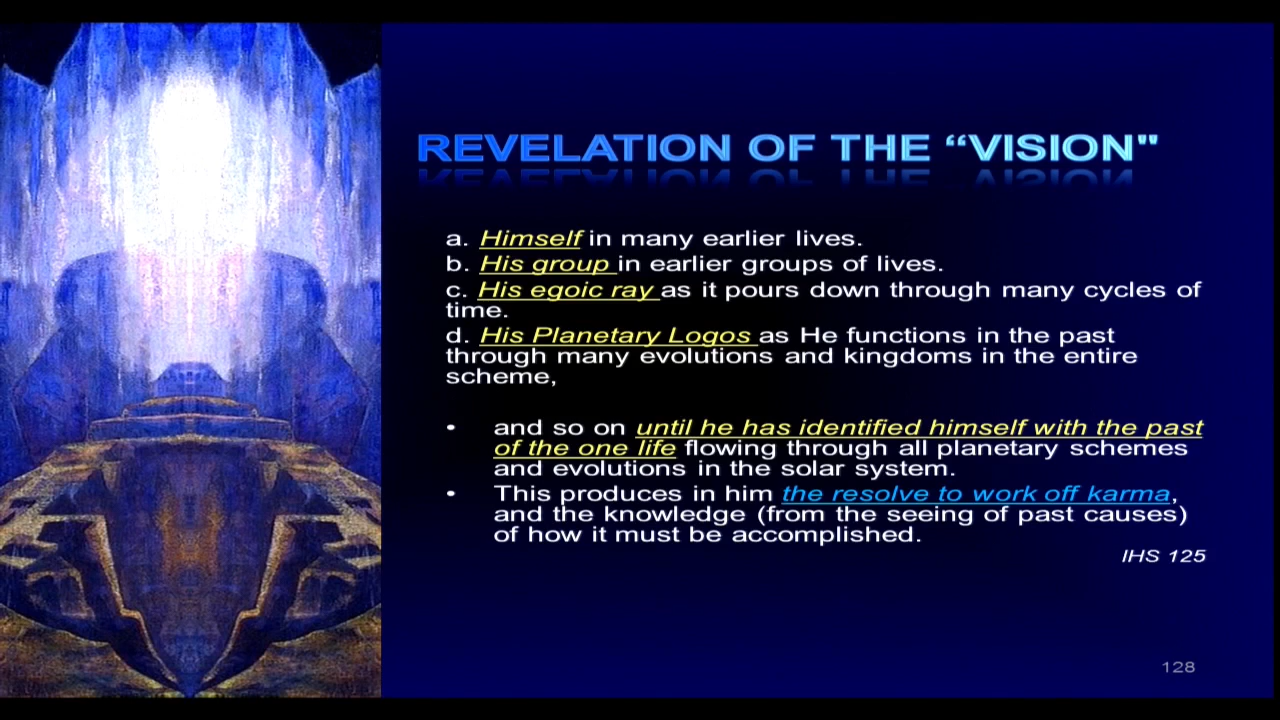 REVELATION OF THE “VISION"
a. Himself in many earlier lives.
b. His group in earlier groups of lives.
c. His egoic ray as it pours down through many cycles of
time.
d. His Planetary Logos as He functions in the past
through many evolutions and kingdoms in the entire
scheme,
• and so on until he has identified himself with the past
of the one life flowing through all planetary schemes
and evolutions in the solar system.
• This produces in him the resolve to work off karma,
and the knowledge (from the seeing of past causes)
of how it must be accomplished.
IHS 125
128